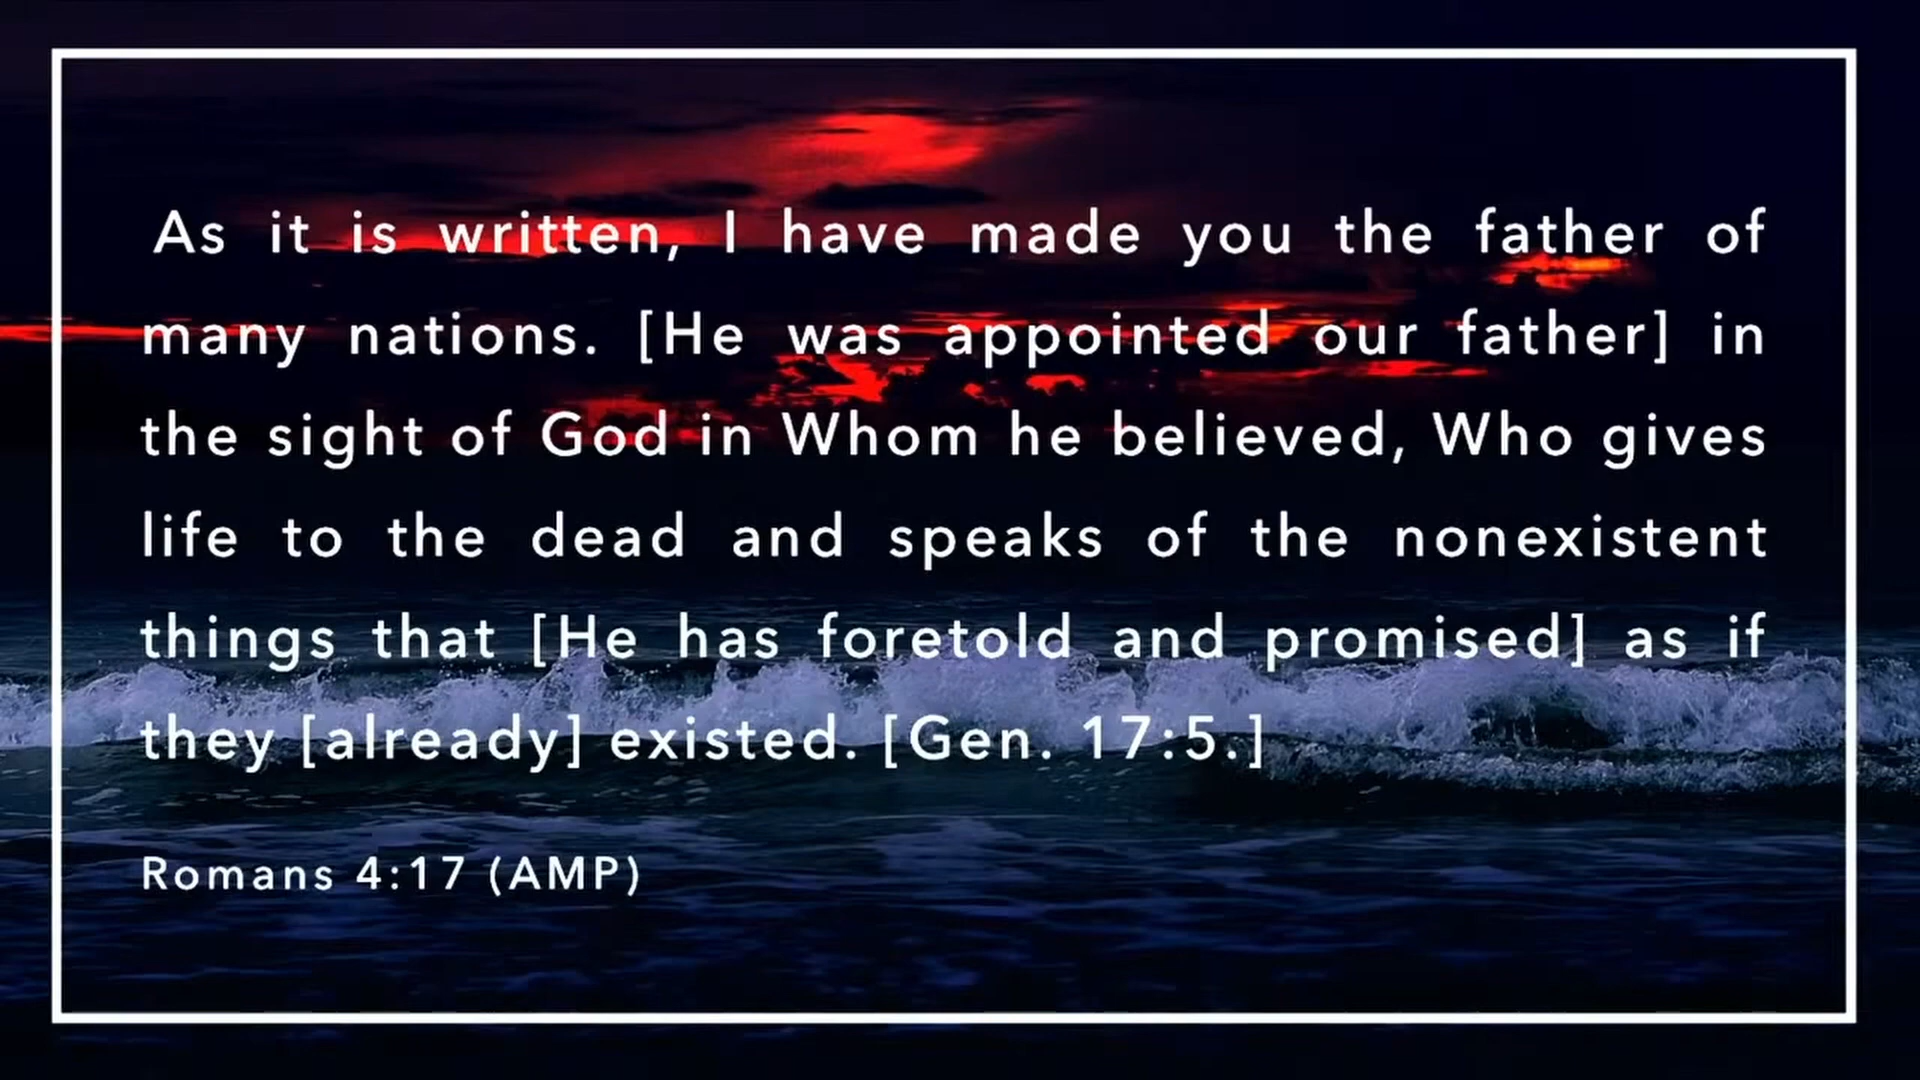 As it is written, I have made you the father of
many nations. [He was appointed our father] in
the sight of God in Whom he believed, Who gives
life to the dead and speaks of the nonexistent
things that [He has foretold and promised] as if
they [already] existed. [Gen. 17:5.]
Romans 4:17 (AMP)